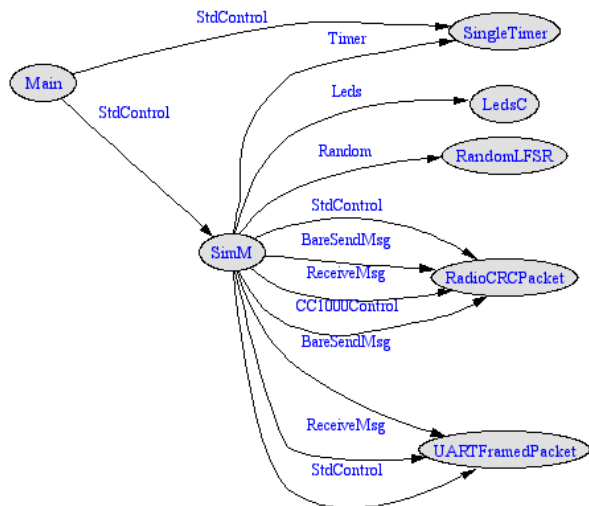 StdControl
SingleTimer
Timer
Main
Leds
LedsC
StdControl
Random
RandomLFSR
StdControl
BareSendMsg
SimM
ReceiveMsg
RadioCRCPacket
CC1000Control
BareSendMsg
ReceiveMsg
UARTFramedPacket
StdControl